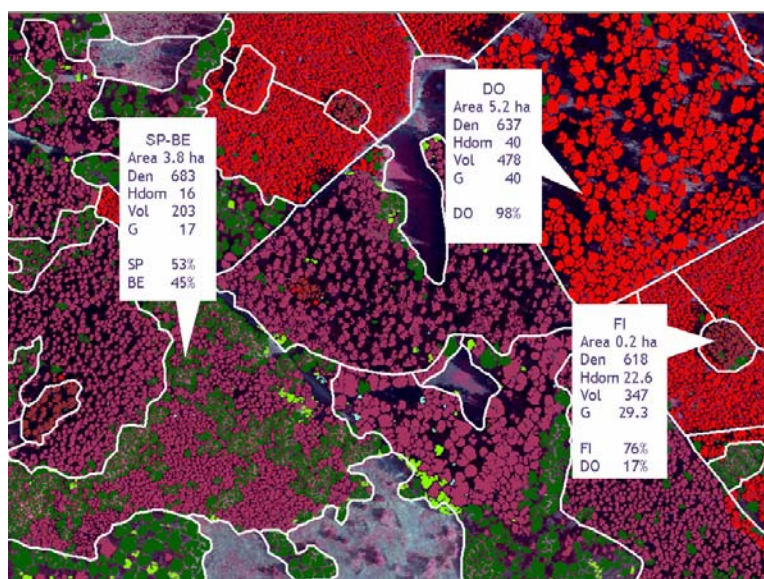 SP-BE
Area 3.8 ha
Den 683
Hdom 16
Vol 203
G 17
SP 53%
BE 45%
DO
Area 5.2 ha
Den 637
Hdom 40
Vol 478
G 40
DO 98%
FI
Area 0.2 ha
Den 618
Hdom 22.6
Vol 347
G 29.3
FI 76%
DO 17%